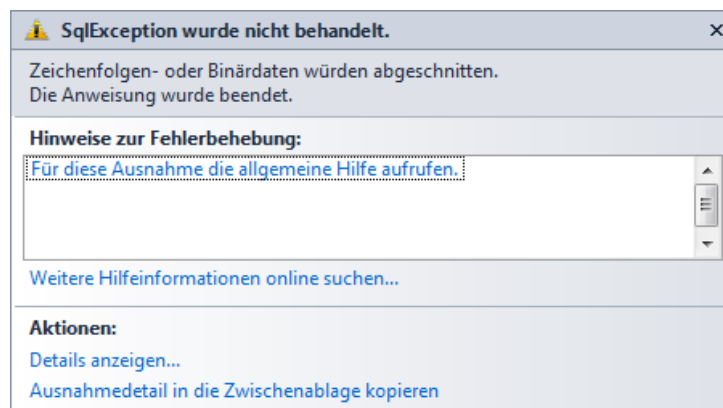 SqlException wurde nicht behandelt.
Zeichenfolgen- oder Binärdaten würden abgeschnitten.
Die Anweisung wurde beendet.
Hinweise zur Fehlerbehebung:
Für diese Ausnahme die allgemeine Hilfe aufrufen.
Weitere Hilfeinformationen online suchen...
Aktionen:
Details anzeigen...
Ausnahmedetail in die Zwischenablage kopieren